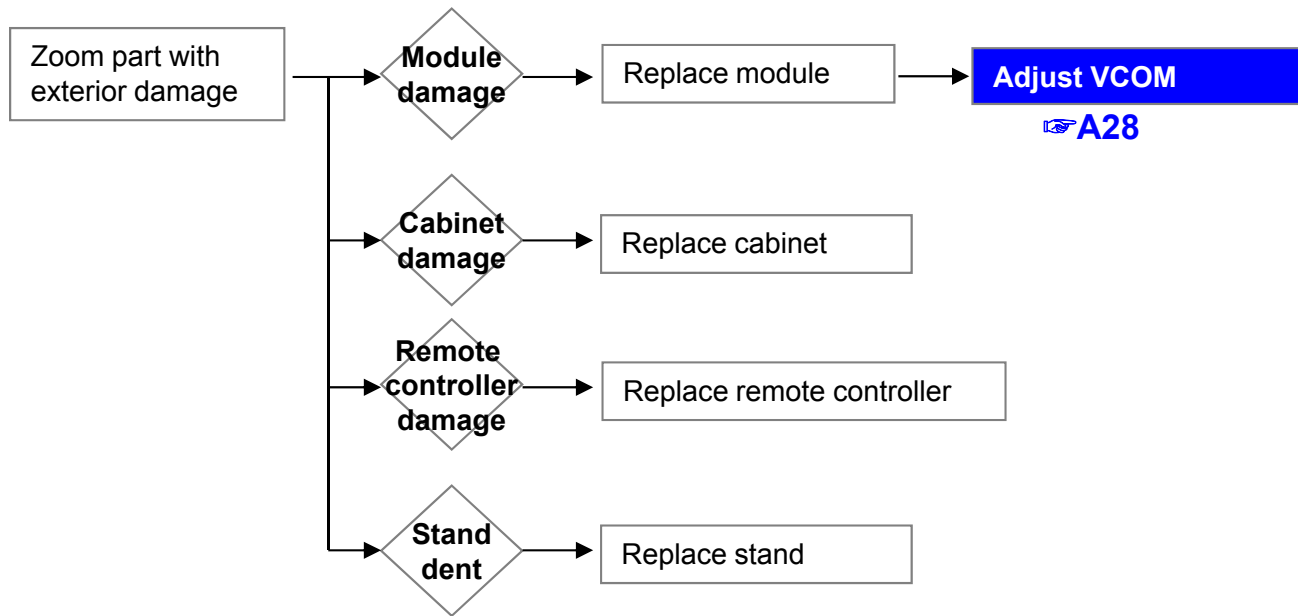 Zoom part with
exterior damage
Module
damage
Replace module
Adjust VCOM
☞A28
Cabinet
damage
Replace cabinet
Remote
controller
damage
Replace remote controller
Stand
dent
Replace stand